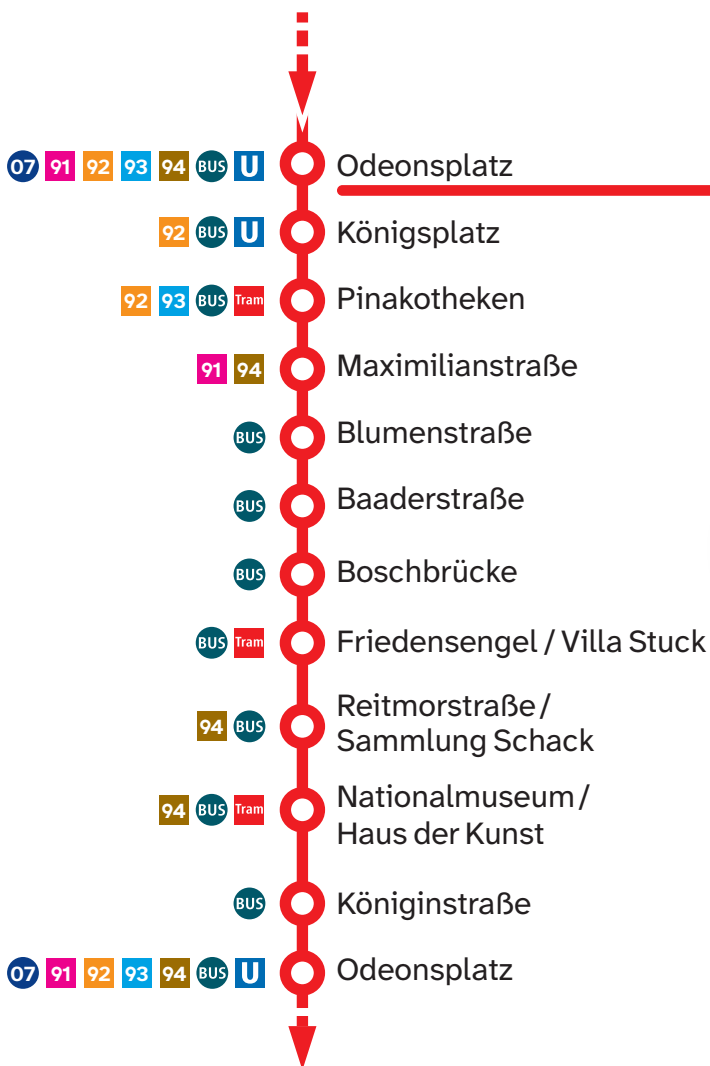 07 91 92 93 94 BUS U Odeonsplatz
92 BUS U Königsplatz
92 93 BUS Tram Pinakotheken
91 94 Maximilianstraße
BUS Blumenstraße
BUS Baaderstraße
BUS Boschbrücke
BUS Tram Friedensengel / Villa Stuck
94 BUS Reitmorstraße /
Sammlung Schack
94 BUS Tram Nationalmuseum /
Haus der Kunst
BUS Königinstraße
07 91 92 93 94 BUS U Odeonsplatz